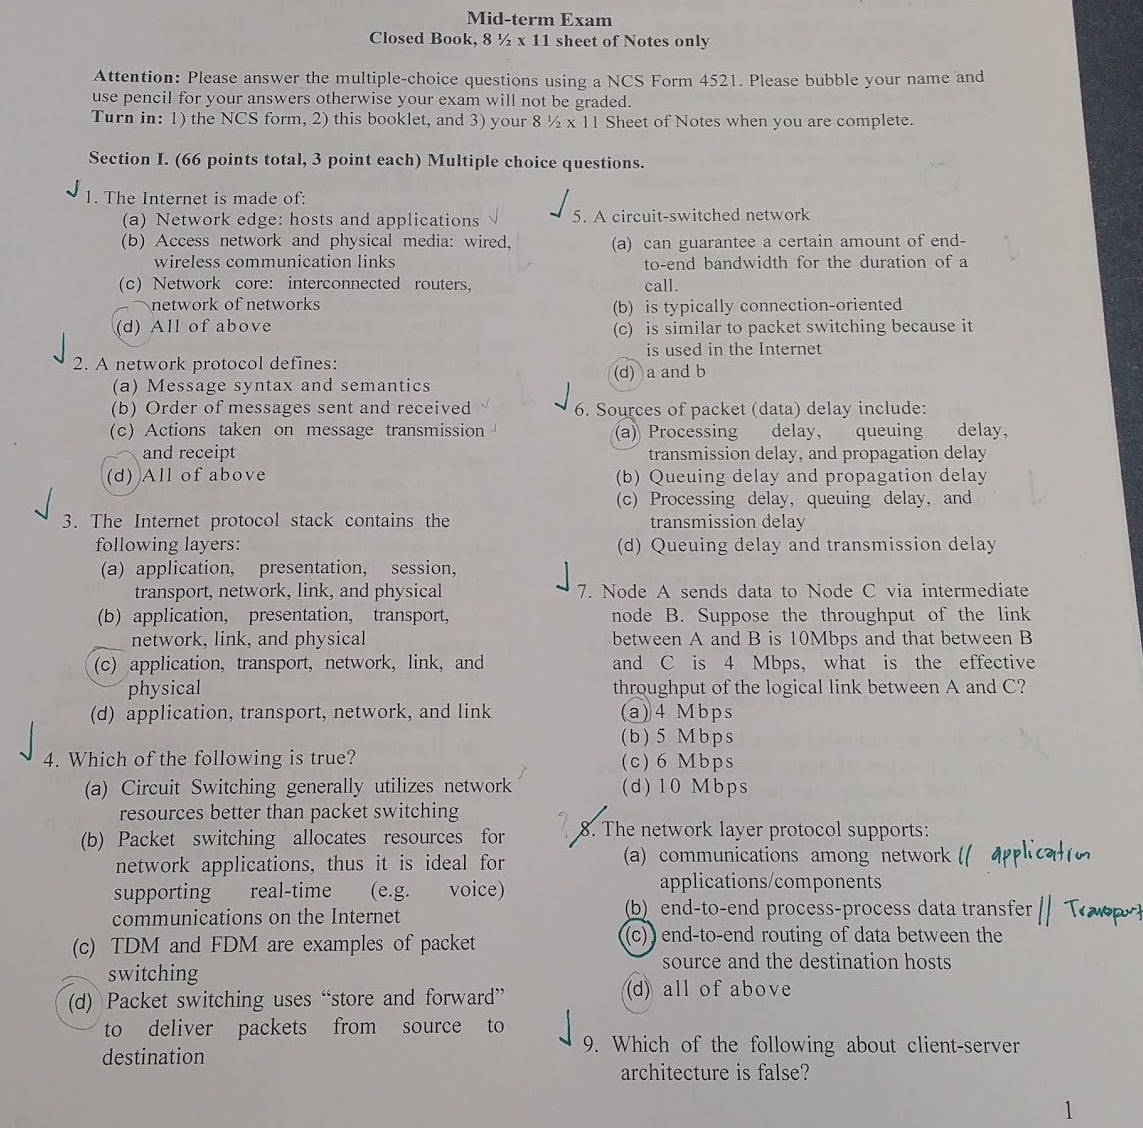 Mid-term Exam
Closed Book, 8 ½ x 11 sheet of Notes only
Attention: Please answer the multiple-choice questions using a NCS Form 4521. Please bubble your name and
use pencil for your answers otherwise your exam will not be graded.
Turn in: 1) the NCS form, 2) this booklet, and 3) your 8 ½ x 11 Sheet of Notes when you are complete.
Section I. (66 points total, 3 point each) Multiple choice questions.
1. The Internet is made of:
(a) Network edge: hosts and applications
(b) Access network and physical media: wired,
wireless communication links
(c) Network core: interconnected routers,
network of networks
(d) All of above
2. A network protocol defines:
(a) Message syntax and semantics
(b) Order of messages sent and received
(c) Actions taken on message transmission
and receipt
(d) All of above
3. The Internet protocol stack contains the
following layers:
(a) application, presentation, session,
transport, network, link, and physical
(b) application, presentation, transport,
network, link, and physical
(c) application, transport, network, link, and
physical
(d) application, transport, network, and link
4. Which of the following is true?
(a) Circuit Switching generally utilizes network
resources better than packet switching
(b) Packet switching allocates resources for
network applications, thus it is ideal for
supporting real-time (e.g. voice)
communications on the Internet
(c) TDM and FDM are examples of packet
switching
(d) Packet switching uses “store and forward”
to deliver packets from source to
destination
5. A circuit-switched network
(a) can guarantee a certain amount of end-
to-end bandwidth for the duration of a
call.
(b) is typically connection-oriented
(c) is similar to packet switching because it
is used in the Internet
(d) a and b
6. Sources of packet (data) delay include:
(a) Processing delay, queuing delay,
transmission delay, and propagation delay
(b) Queuing delay and propagation delay
(c) Processing delay, queuing delay, and
transmission delay
(d) Queuing delay and transmission delay
7. Node A sends data to Node C via intermediate
node B. Suppose the throughput of the link
between A and B is 10Mbps and that between B
and C is 4 Mbps, what is the effective
throughput of the logical link between A and C?
(a) 4 Mbps
(b) 5 Mbps
(c) 6 Mbps
(d) 10 Mbps
? 8. The network layer protocol supports:
(a) communications among network // application
applications/components
(b) end-to-end process-process data transfer // Transport
(c) end-to-end routing of data between the
source and the destination hosts
(d) all of above
9. Which of the following about client-server
architecture is false?
1